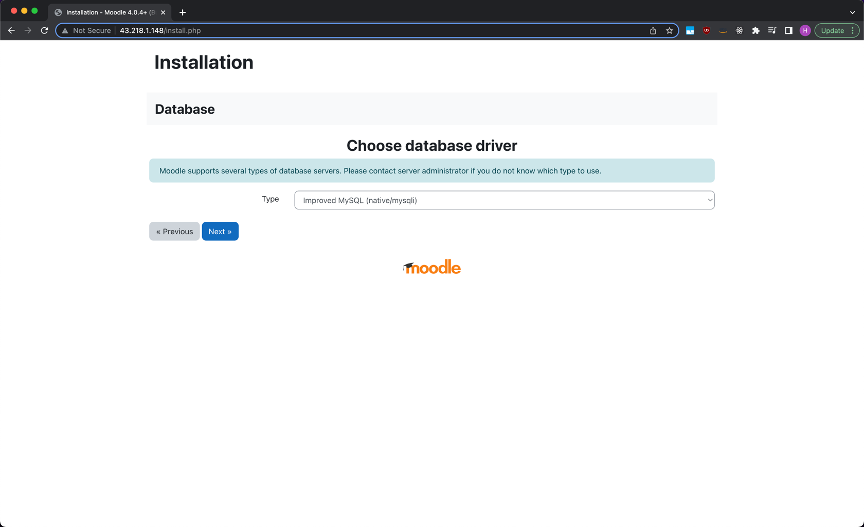 Installation - Moodle 4.0.4+ (B
Not Secure
43.218.1.148/install.php
H
Update
Installation
Database
Choose database driver
Moodle supports several types of database servers. Please contact server administrator if you do not know which type to use.
Type
Improved MySQL (native/mysqli)
« Previous
Next »
moodle